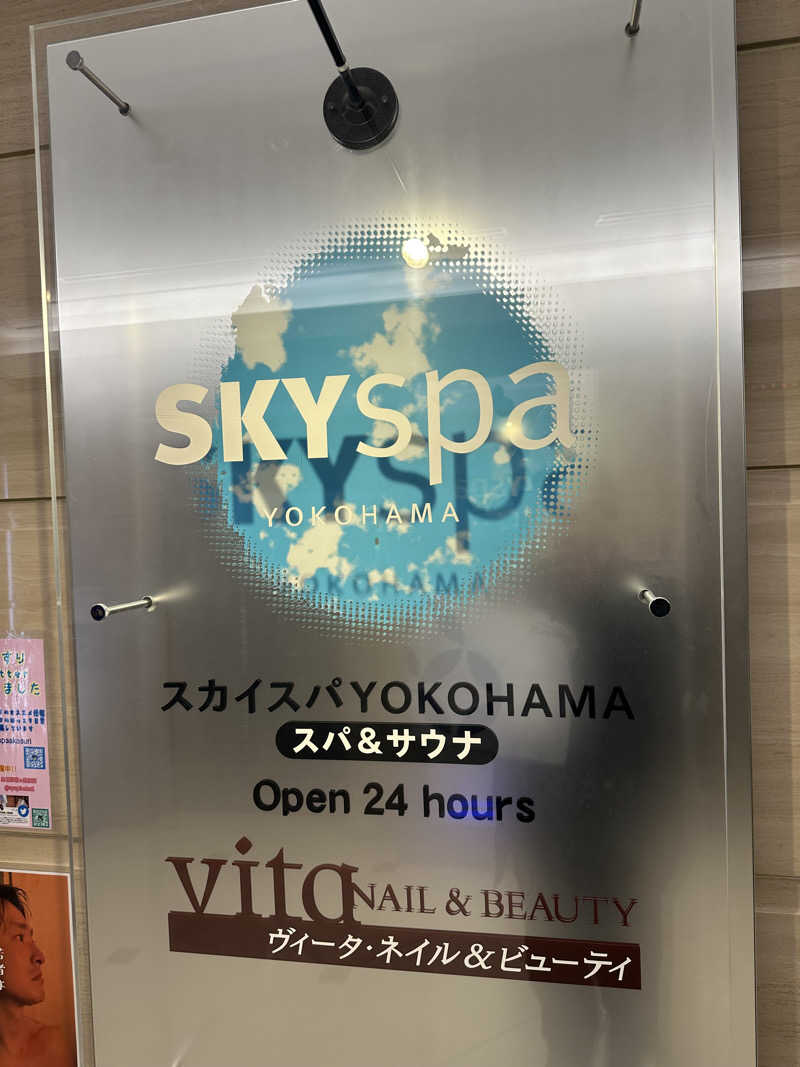 SKYspa
YOKOHAMA
スカイスパYOKOHAMA
スパ&サウナ
Open 24 hours
vita NAIL & BEAUTY
ヴィータ・ネイル&ビューティ